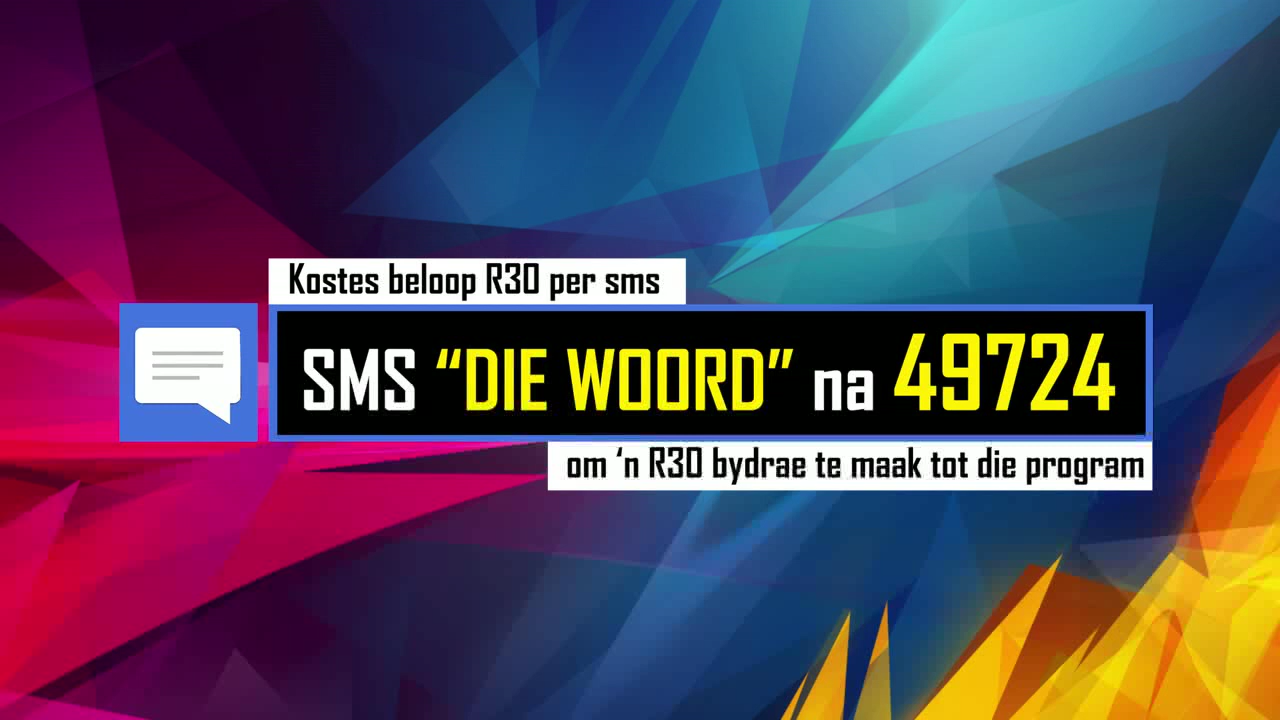 Kostes beloop R30 per sms
SMS “DIE WOORD” na 49724
om ‘n R30 bydrae te maak tot die program